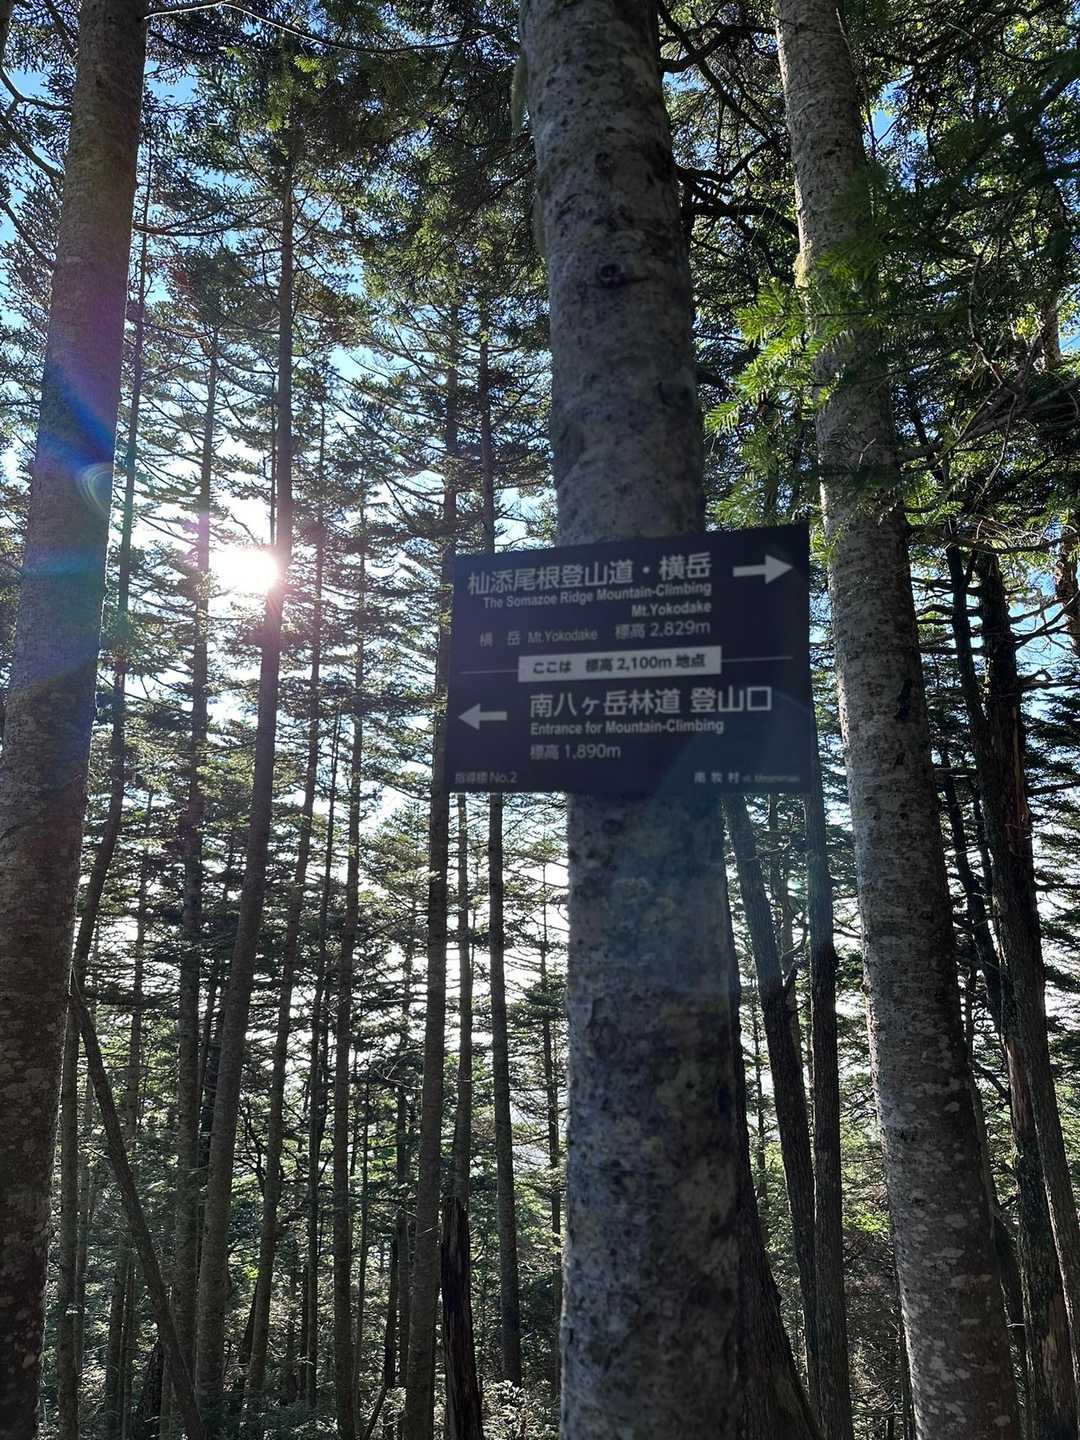 杣添尾根登山道・横岳
The Somazoe Ridge Mountain-Climbing
Mt.Yokodake
横 岳 Mt.Yokodake 標高 2,829m
ここは 標高 2,100m 地点
南八ヶ岳林道 登山口
Entrance for Mountain-Climbing
標高 1,890m
指導標 No.2
南牧村